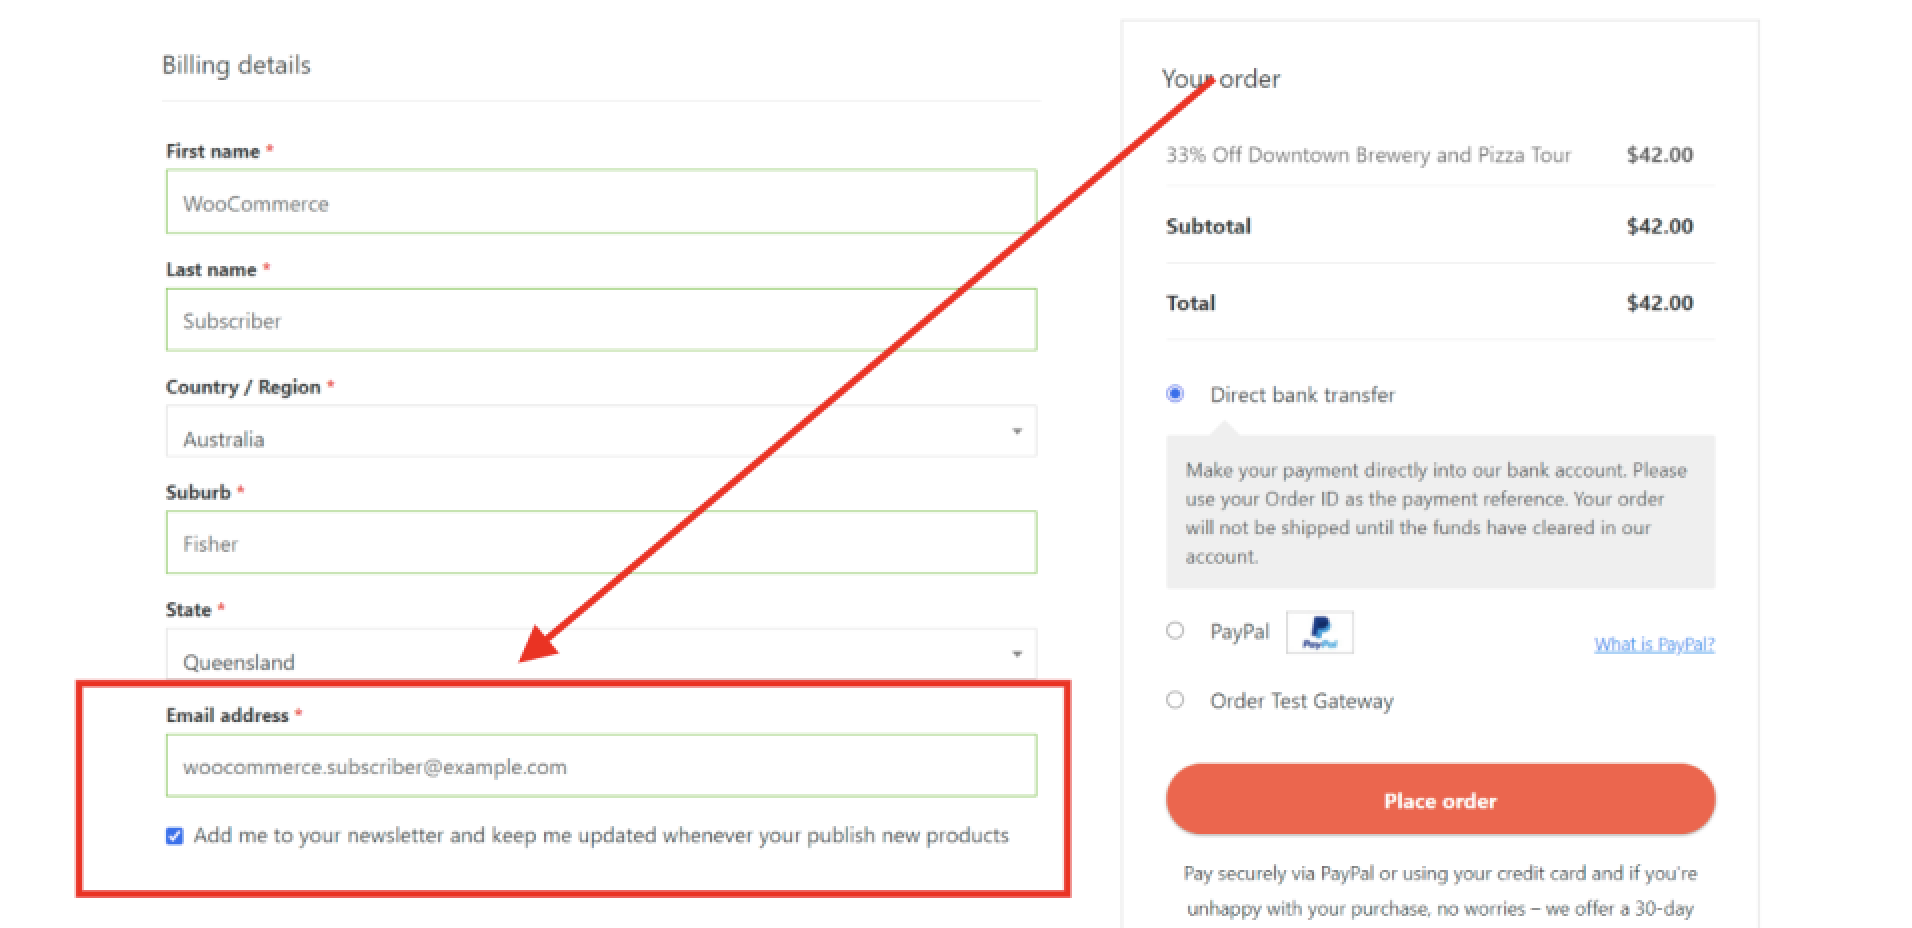 Billing details
First name *
WooCommerce
Last name *
Subscriber
Country / Region *
Australia
Suburb *
Fisher
State *
Queensland
Email address *
woocommerce.subscriber@example.com
Add me to your newsletter and keep me updated whenever your publish new products
Your order
33% Off Downtown Brewery and Pizza Tour $42.00
Subtotal $42.00
Total $42.00
Direct bank transfer
Make your payment directly into our bank account. Please
use your Order ID as the payment reference. Your order
will not be shipped until the funds have cleared in our
account.
PayPal PayPal What is PayPal?
Order Test Gateway
Place order
Pay securely via PayPal or using your credit card and if you're
unhappy with your purchase, no worries – we offer a 30-day